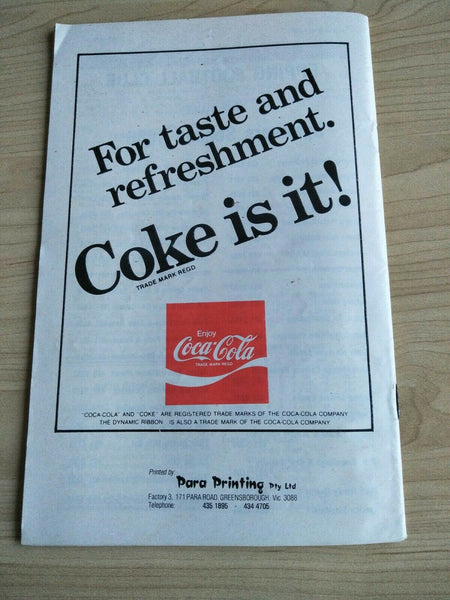 For taste and
refreshment.
Coke is it!
TRADE MARK REGD
Enjoy
Coca-Cola
TRADE MARK REGD
"COCA-COLA" AND "COKE" ARE REGISTERED TRADE MARKS OF THE COCA-COLA COMPANY
THE DYNAMIC RIBBON IS ALSO A TRADE MARK OF THE COCA-COLA COMPANY
Printed by
Para Printing Pty Ltd
Factory 3, 171 PARA ROAD, GREENSBOROUGH, Vic. 3088
Telephone: 435 1895 - 434 4705